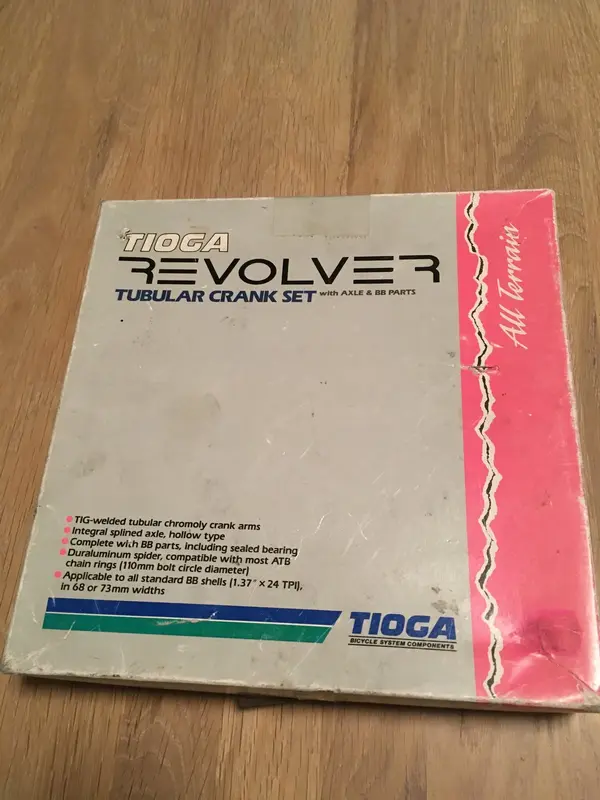 TIOGA
REVOLVER
TUBULAR CRANK SET with AXLE & BB PARTS
All Terrain
TIG-welded tubular chromoly crank arms
Integral splined axle, hollow type
Complete with BB parts, including sealed bearing
Duraluminum spider, compatible with most ATB
chain rings (110mm bolt circle diameter)
Applicable to all standard BB shells (1.37" × 24 TPI),
in 68 or 73mm widths
TIOGA
BICYCLE SYSTEM COMPONENTS